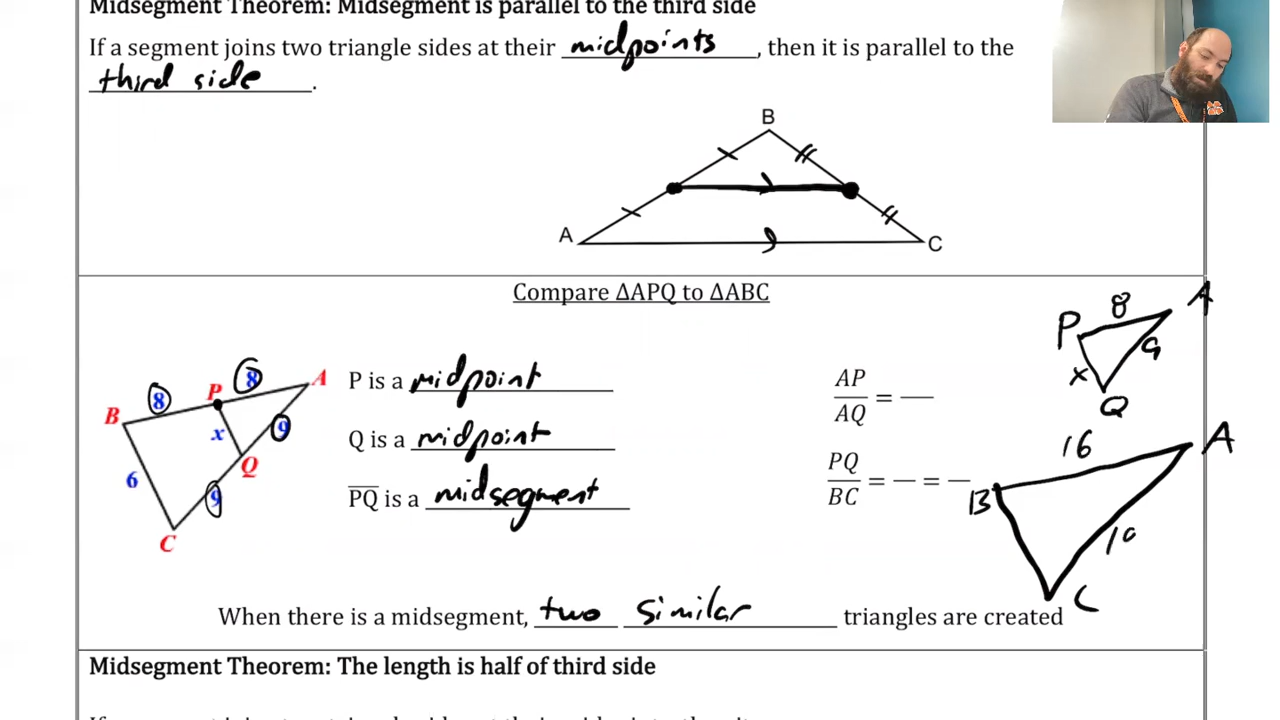 Midsegment Theorem: Midsegment is parallel to the third side
If a segment joins two triangle sides at their midpoints, then it is parallel to the
third side.
B
A
C
Compare ΔAPQ to ΔABC
P 8 A
9
x
Q
B 8 P 8 A
x 9
6 Q
9
C
P is a midpoint
Q is a midpoint
PQ is a midsegment
AP
AQ = —
PQ
BC = — = —
16 A
B
C
When there is a midsegment, two similar triangles are created
Midsegment Theorem: The length is half of third side